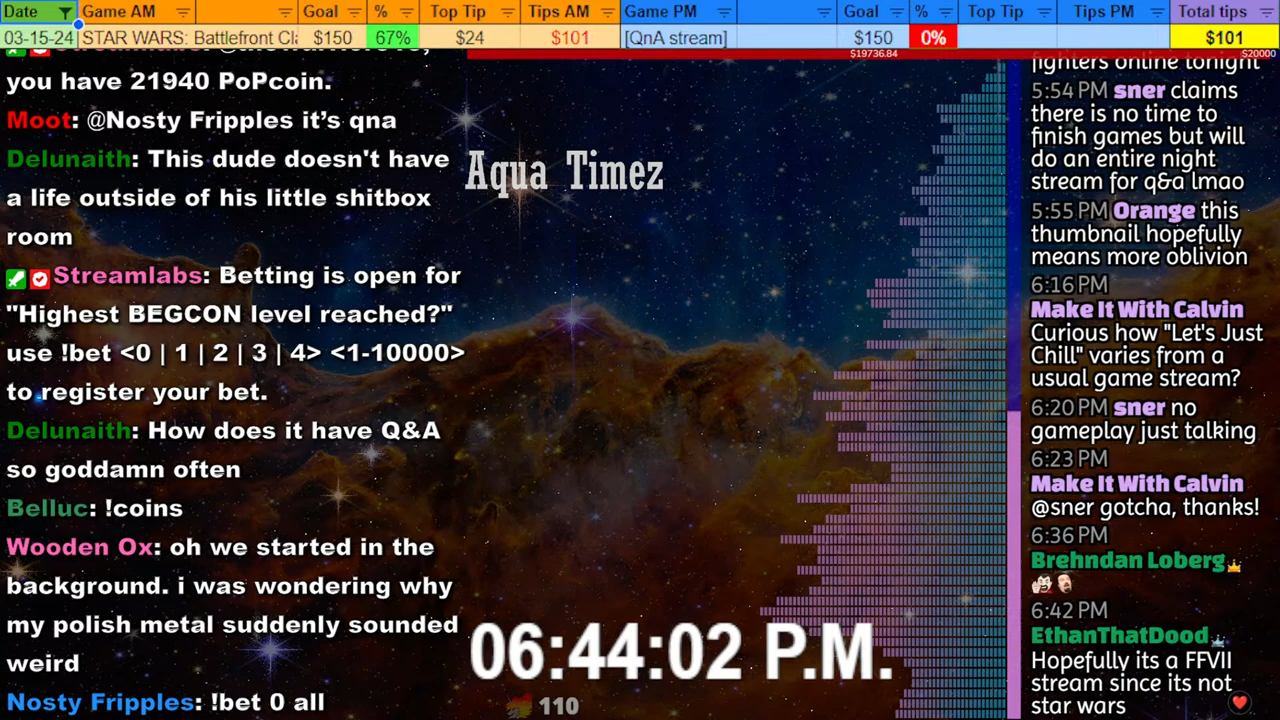 Date Game AM Goal % Top Tip Tips AM Game PM Goal % Top Tip Tips PM Total tips
03-15-24 STAR WARS: Battlefront Cl $150 67% $24 $101 [QnA stream] $150 0% $101
$19736.84 $20000
you have 21940 PoPcoin.
Moot: @Nosty Fripples it’s qna
Delunaith: This dude doesn't have
a life outside of his little shitbox
room
Streamlabs: Betting is open for
"Highest BEGCON level reached?"
use !bet <0 | 1 | 2 | 3 | 4> <1-10000>
to register your bet.
Delunaith: How does it have Q&A
so goddamn often
Belluc: !coins
Wooden Ox: oh we started in the
background. i was wondering why
my polish metal suddenly sounded
weird
Nosty Fripples: !bet 0 all
Aqua Timez
06:44:02 P.M.
110
fighters online tonight
5:54 PM sner claims
there is no time to
finish games but will
do an entire night
stream for q&a lmao
5:55 PM Orange this
thumbnail hopefully
means more oblivion
6:16 PM
Make It With Calvin
Curious how "Let's Just
Chill" varies from a
usual game stream?
6:20 PM sner no
gameplay just talking
6:23 PM
Make It With Calvin
@sner gotcha, thanks!
6:36 PM
Brehndan Loberg
6:42 PM
EthanThatDood
Hopefully its a FFVII
stream since its not
star wars